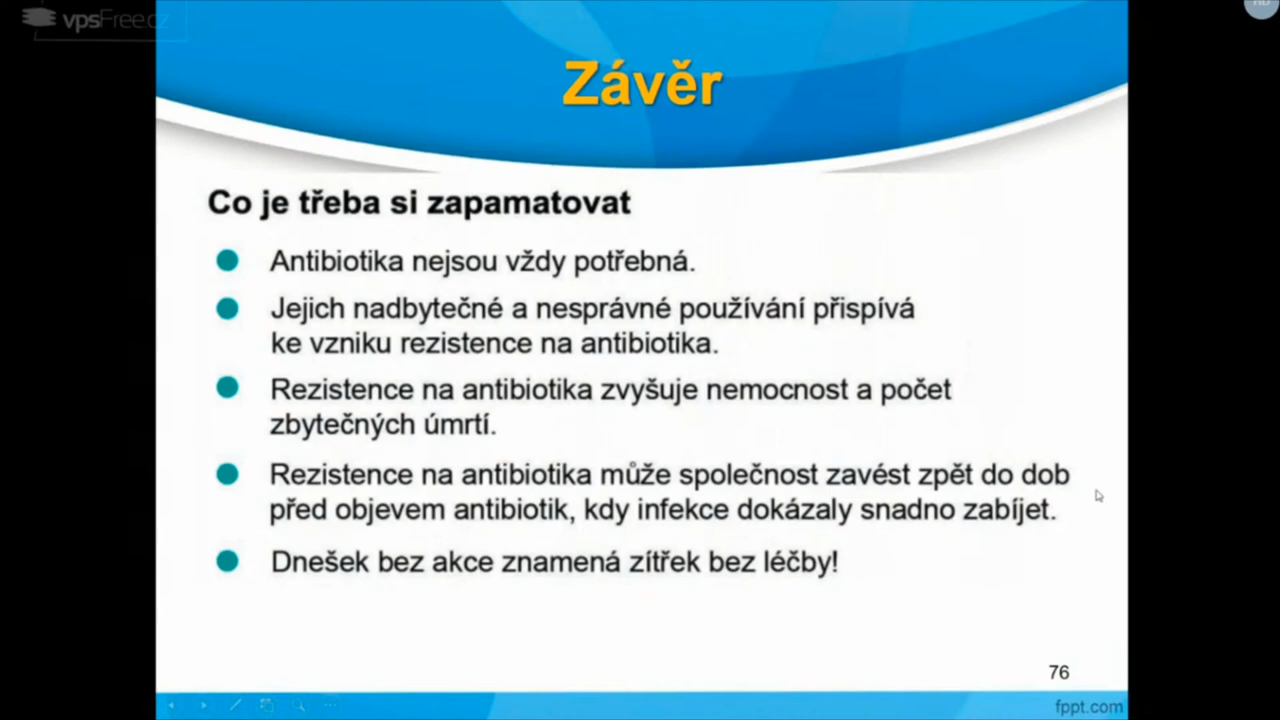 vpsFree.cz
HD
Závěr
Co je třeba si zapamatovat
Antibiotika nejsou vždy potřebná.
Jejich nadbytečné a nesprávné používání přispívá
ke vzniku rezistence na antibiotika.
Rezistence na antibiotika zvyšuje nemocnost a počet
zbytečných úmrtí.
Rezistence na antibiotika může společnost zavést zpět do dob
před objevem antibiotik, kdy infekce dokázaly snadno zabíjet.
Dnešek bez akce znamená zítřek bez léčby!
76
fppt.com